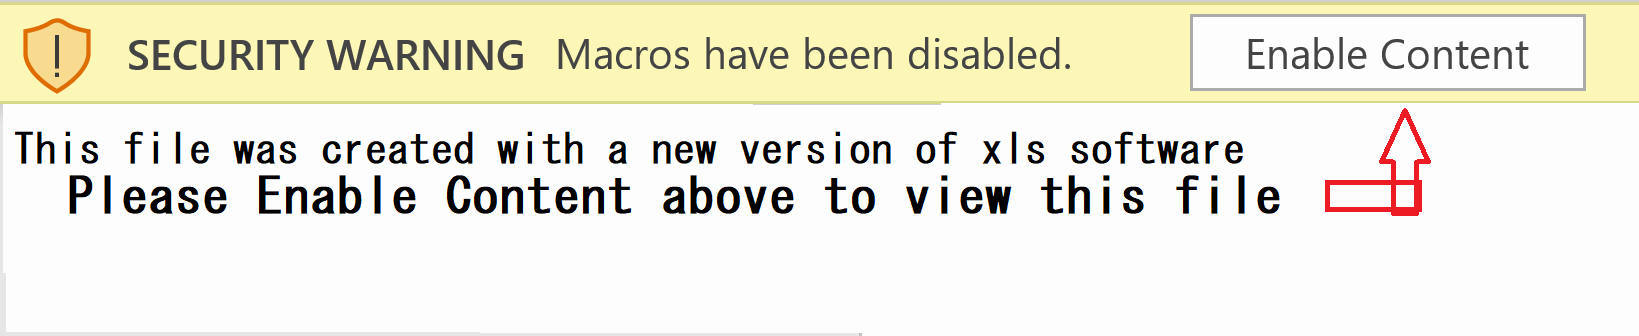 SECURITY WARNING Macros have been disabled. Enable Content
This file was created with a new version of xls software
Please Enable Content above to view this file